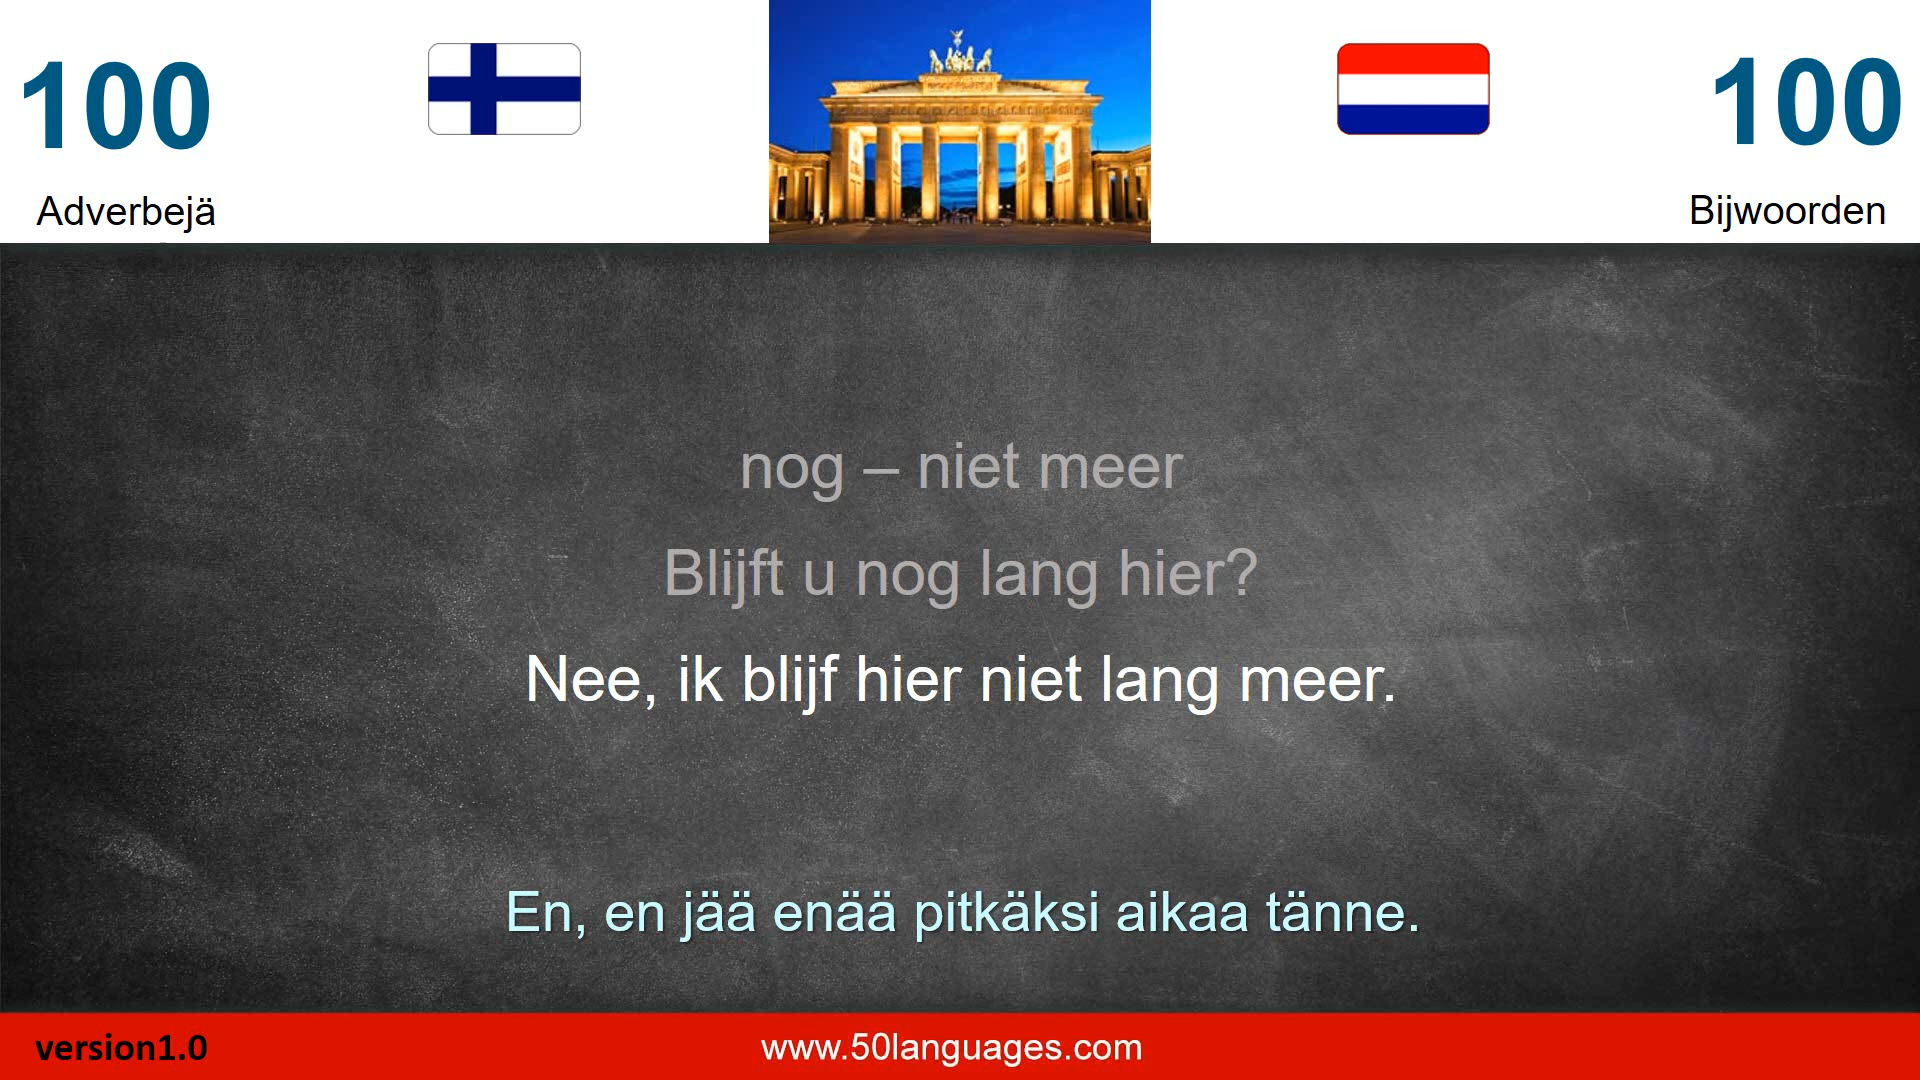 100
100
Adverbejä
Bijwoorden
nog – niet meer
Blijft u nog lang hier?
Nee, ik blijf hier niet lang meer.
En, en jää enää pitkäksi aikaa tänne.
version1.0
www.50languages.com